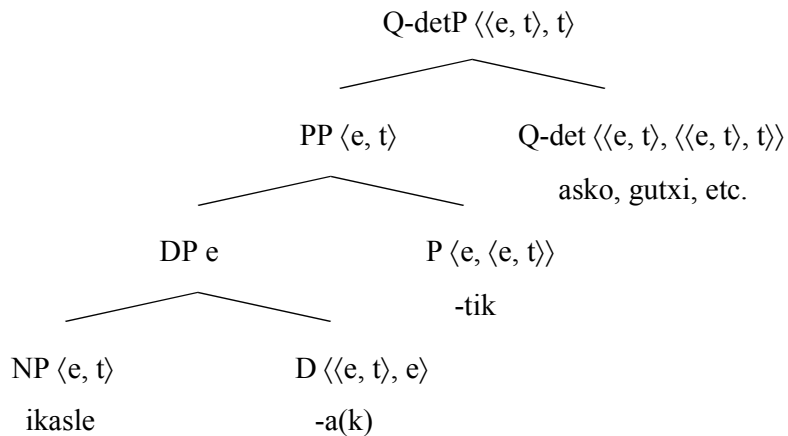 Q-detP ⟨⟨e, t⟩, t⟩
PP ⟨e, t⟩ Q-det ⟨⟨e, t⟩, ⟨⟨e, t⟩, t⟩⟩
asko, gutxi, etc.
DP e P ⟨e, ⟨e, t⟩⟩
-tik
NP ⟨e, t⟩ D ⟨⟨e, t⟩, e⟩
ikasle -a(k)